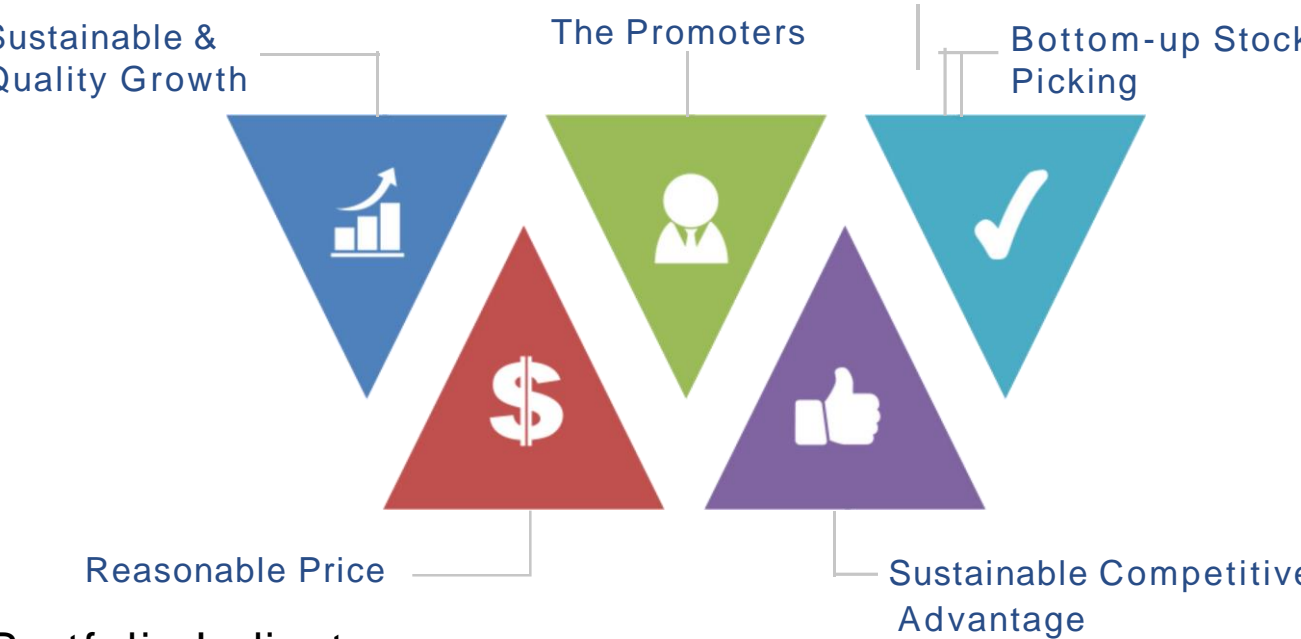 Sustainable &
Quality Growth
The Promoters
Bottom-up Stock
Picking
Reasonable Price
Sustainable Competitive
Advantage